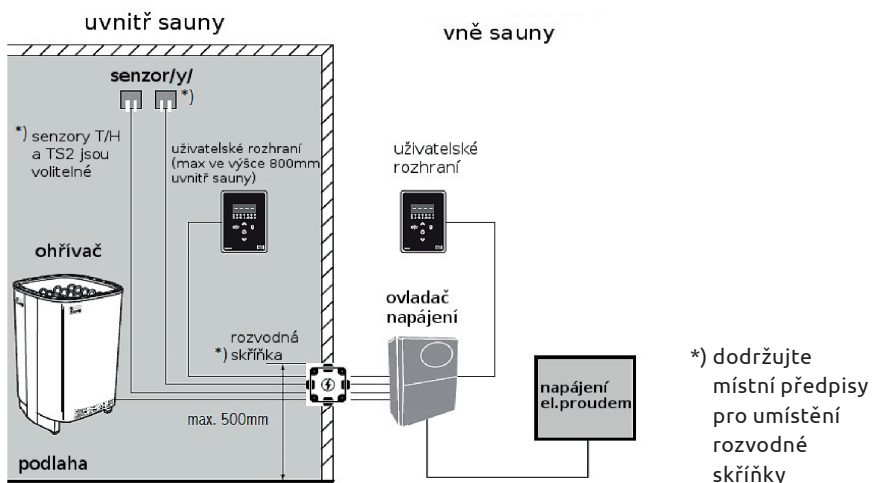 uvnitř sauny
vně sauny
senzor/y/
*)
*) senzory T/H
a TS2 jsou
volitelné
uživatelské rozhraní
(max ve výšce 800mm
uvnitř sauny)
uživatelské
rozhraní
ohřívač
ovladač
napájení
rozvodná
*) skříňka
max. 500mm
napájení
el.proudem
podlaha
*) dodržujte
místní předpisy
pro umístění
rozvodné
skříňky